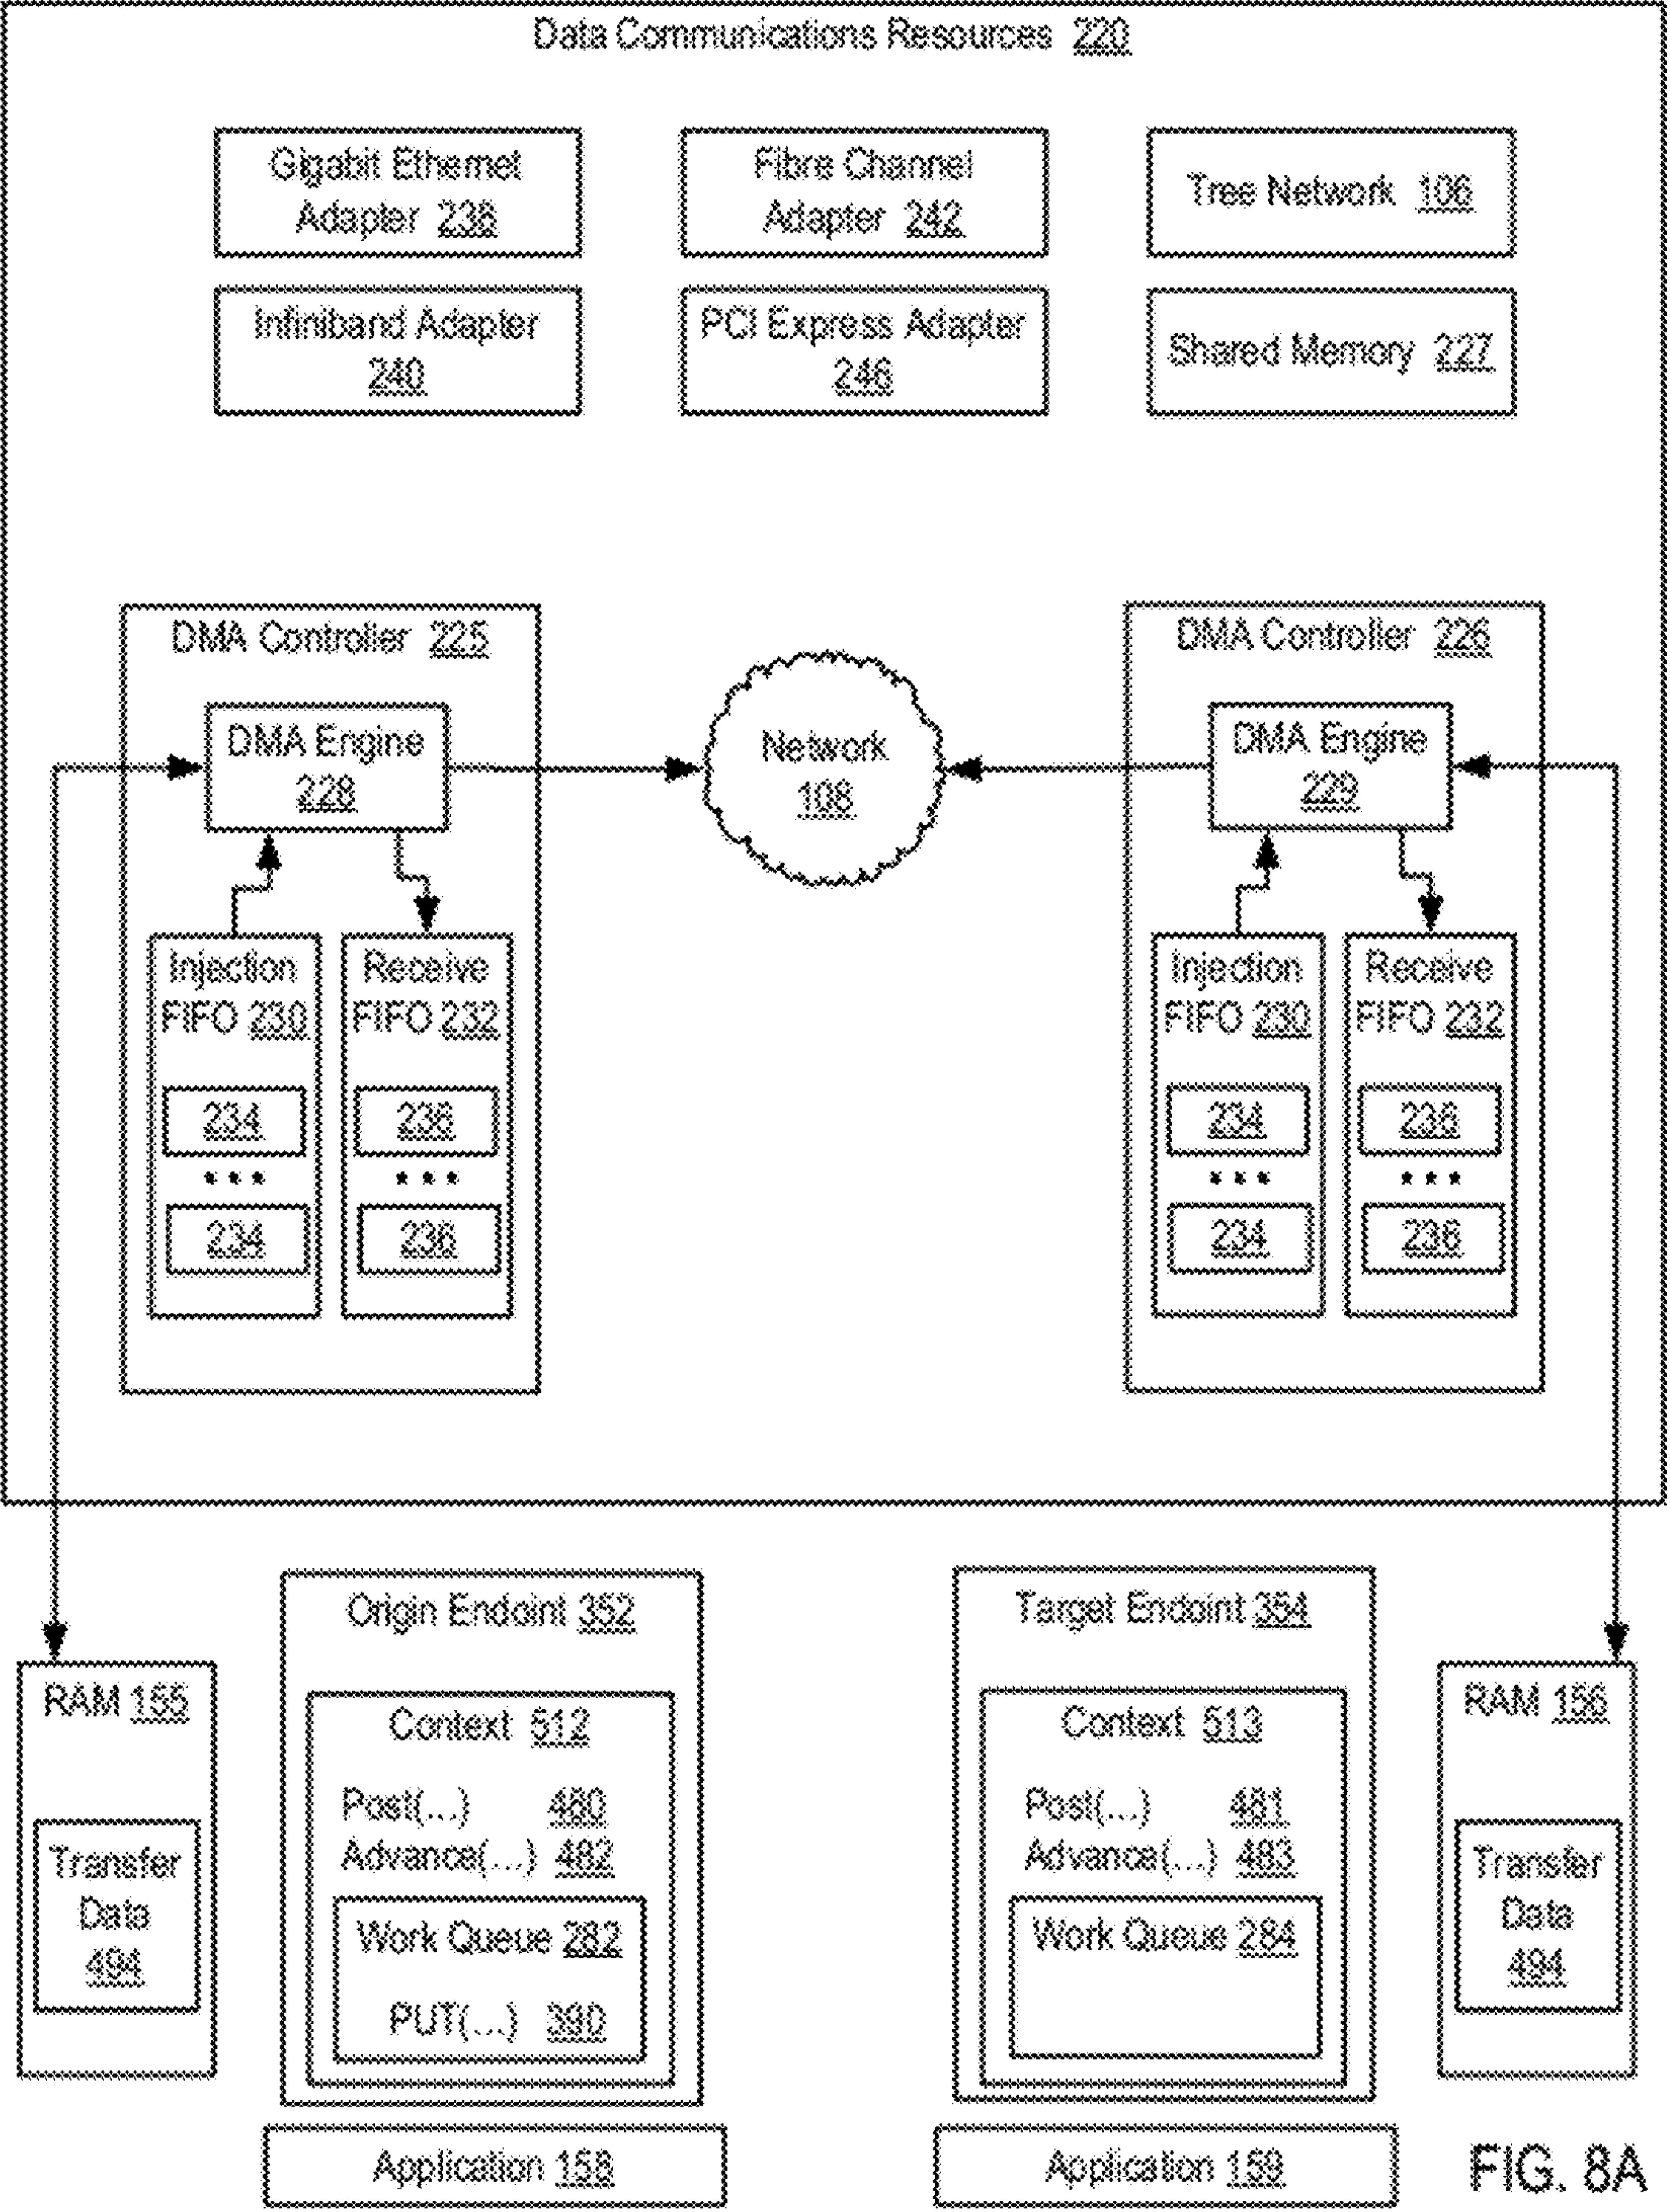 Data Communications Resources 220
Gigabit Ethernet
Adapter 238
Fibre Channel
Adapter 242
Tree Network 106
Infiniband Adapter
240
PCI Express Adapter
246
Shared Memory 227
DMA Controller 225
DMA Engine
228
Injection
FIFO 230
234
• • •
234
Receive
FIFO 232
236
• • •
236
Network
108
DMA Controller 226
DMA Engine
229
Injection
FIFO 230
234
• • •
234
Receive
FIFO 232
236
• • •
236
RAM 155
Transfer
Data
494
Origin Endoint 352
Context 512
Post(...) 480
Advance(...) 482
Work Queue 282
PUT(...) 390
Application 158
Target Endoint 354
Context 513
Post(...) 481
Advance(...) 483
Work Queue 284
Application 159
RAM 156
Transfer
Data
494
FIG. 8A